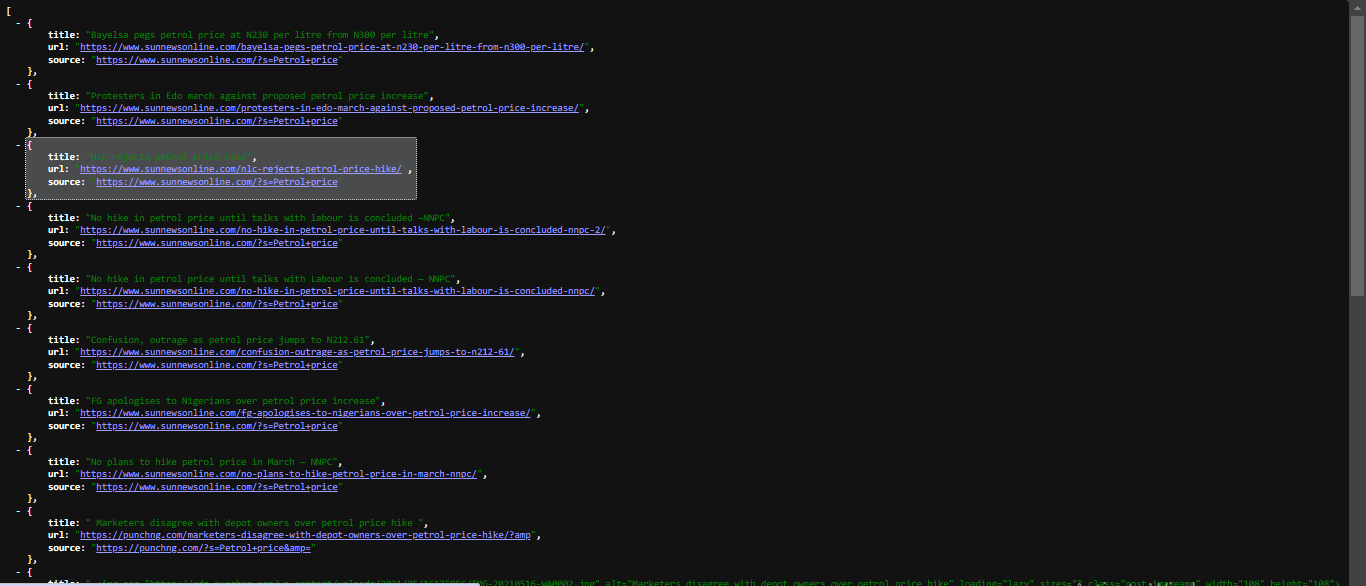 [
- {
title: "Bayelsa pegs petrol price at N230 per litre from N300 per litre",
url: "https://www.sunnewsonline.com/bayelsa-pegs-petrol-price-at-n230-per-litre-from-n300-per-litre/",
source: "https://www.sunnewsonline.com/?s=Petrol+price"
},
- {
title: "Protesters in Edo march against proposed petrol price increase",
url: "https://www.sunnewsonline.com/protesters-in-edo-march-against-proposed-petrol-price-increase/",
source: "https://www.sunnewsonline.com/?s=Petrol+price"
},
- {
title: "NLC rejects petrol price hike",
url: "https://www.sunnewsonline.com/nlc-rejects-petrol-price-hike/",
source: "https://www.sunnewsonline.com/?s=Petrol+price
},
- {
title: "No hike in petrol price until talks with labour is concluded –NNPC",
url: "https://www.sunnewsonline.com/no-hike-in-petrol-price-until-talks-with-labour-is-concluded-nnpc-2/",
source: "https://www.sunnewsonline.com/?s=Petrol+price"
},
- {
title: "No hike in petrol price until talks with Labour is concluded – NNPC",
url: "https://www.sunnewsonline.com/no-hike-in-petrol-price-until-talks-with-labour-is-concluded-nnpc/",
source: "https://www.sunnewsonline.com/?s=Petrol+price"
},
- {
title: "Confusion, outrage as petrol price jumps to N212.61",
url: "https://www.sunnewsonline.com/confusion-outrage-as-petrol-price-jumps-to-n212-61/",
source: "https://www.sunnewsonline.com/?s=Petrol+price"
},
- {
title: "FG apologises to Nigerians over petrol price increase",
url: "https://www.sunnewsonline.com/fg-apologises-to-nigerians-over-petrol-price-increase/",
source: "https://www.sunnewsonline.com/?s=Petrol+price"
},
- {
title: "No plans to hike petrol price in March – NNPC",
url: "https://www.sunnewsonline.com/no-plans-to-hike-petrol-price-in-march-nnpc/",
source: "https://www.sunnewsonline.com/?s=Petrol+price"
},
- {
title: " Marketers disagree with depot owners over petrol price hike ",
url: "https://punchng.com/marketers-disagree-with-depot-owners-over-petrol-price-hike/?amp",
source: "https://punchng.com/?s=Petrol+price&amp="
},
- {
alt="Marketers disagree with depot owners over petrol price hike" loading="lazy"